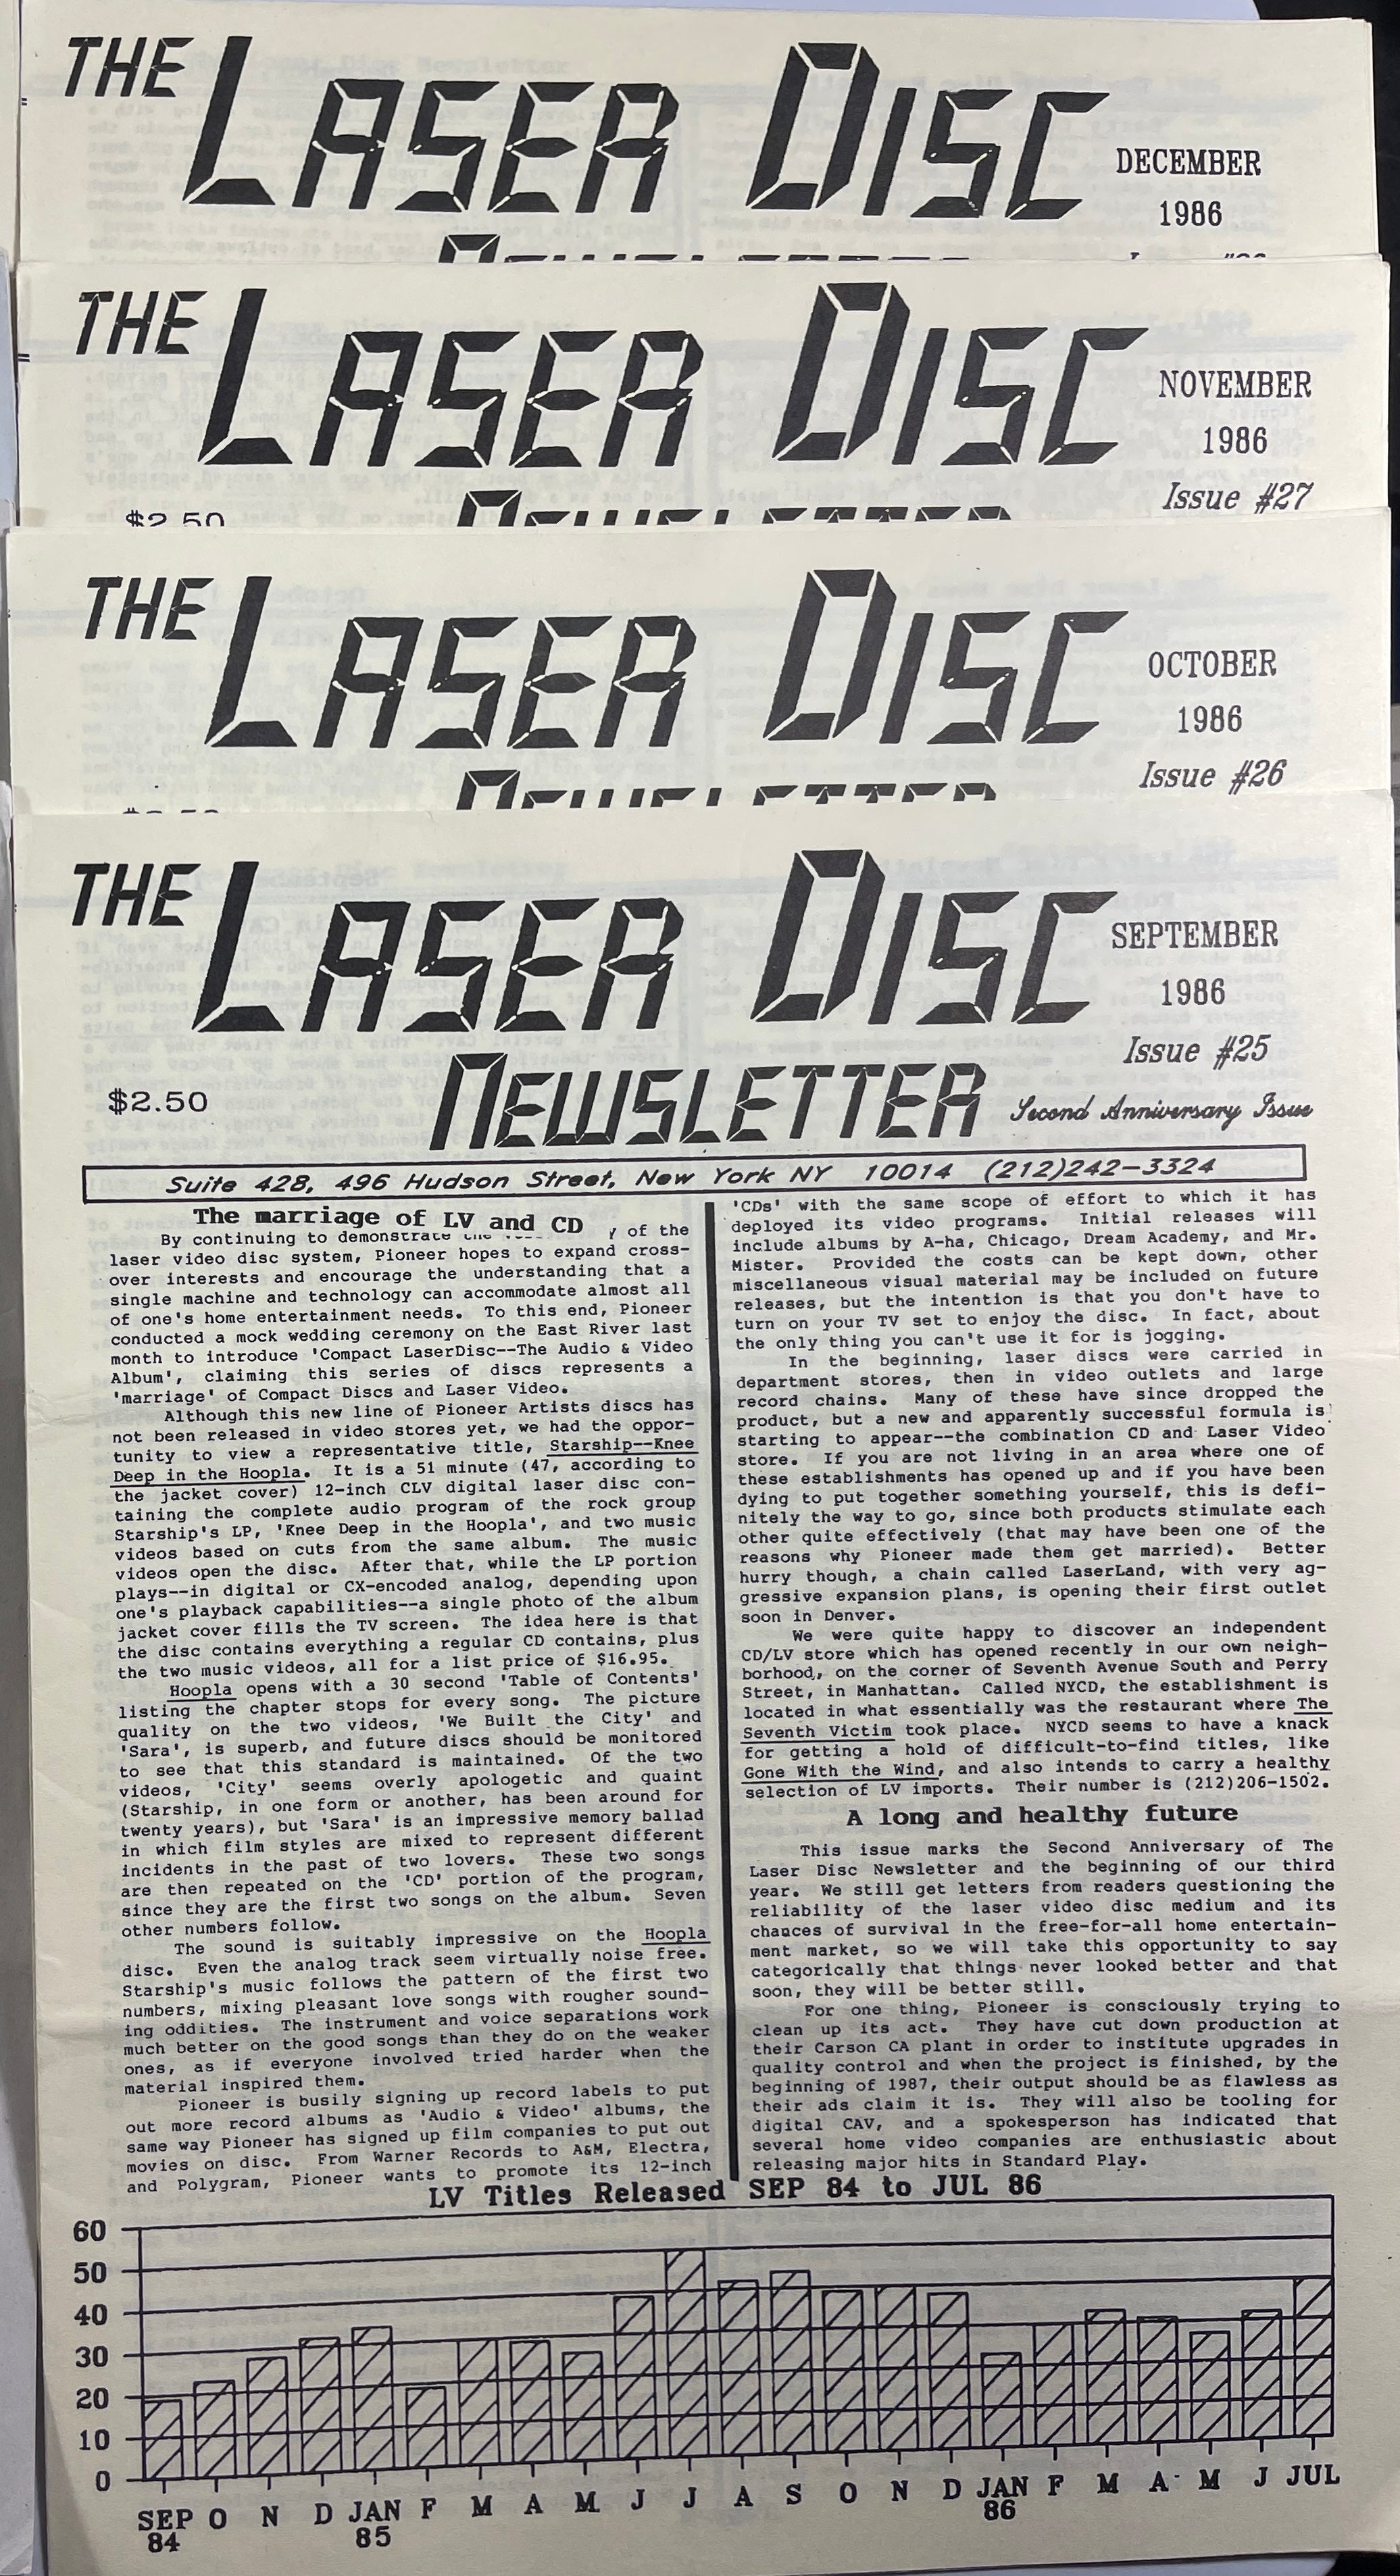 THE LASER DISC
DECEMBER
1986
THE LASER DISC
NOVEMBER
1986
Issue #27
$2.50
NEWSLETTER
THE LASER DISC
OCTOBER
1986
Issue #26
NEWSLETTER
THE LASER DISC
SEPTEMBER
1986
Issue #25
NEWSLETTER
$2.50
Second Anniversary Issue
Suite 428, 496 Hudson Street, New York NY 10014 (212)242-3324
The marriage of LV and CD
By continuing to demonstrate the y of the
laser video disc system, Pioneer hopes to expand cross-
over interests and encourage the understanding that a
single machine and technology can accommodate almost all
of one's home entertainment needs. To this end, Pioneer
conducted a mock wedding ceremony on the East River last
month to introduce 'Compact LaserDisc--The Audio & Video
Album', claiming this series of discs represents a
'marriage' of Compact Discs and Laser Video.
Although this new line of Pioneer Artists discs has
not been released in video stores yet, we had the oppor-
tunity to view a representative title, Starship--Knee
Deep in the Hoopla. It is a 51 minute (47, according to
the jacket cover) 12-inch CLV digital laser disc con-
taining the complete audio program of the rock group
Starship's LP, 'Knee Deep in the Hoopla', and two music
videos based on cuts from the same album. The music
videos open the disc. After that, while the LP portion
plays--in digital or CX-encoded analog, depending upon
one's playback capabilities--a single photo of the album
jacket cover fills the TV screen. The idea here is that
the disc contains everything a regular CD contains, plus
the two music videos, all for a list price of $16.95.
Hoopla opens with a 30 second 'Table of Contents'
listing the chapter stops for every song. The picture
quality on the two videos, 'We Built the City' and
'Sara', is superb, and future discs should be monitored
to see that this standard is maintained. Of the two
videos, 'City' seems overly apologetic and quaint
(Starship, in one form or another, has been around for
twenty years), but 'Sara' is an impressive memory ballad
in which film styles are mixed to represent different
incidents in the past of two lovers. These two songs
are then repeated on the 'CD' portion of the program,
since they are the first two songs on the album. Seven
other numbers follow.
The sound is suitably impressive on the Hoopla
disc. Even the analog track seem virtually noise free.
Starship's music follows the pattern of the first two
numbers, mixing pleasant love songs with rougher sound-
ing oddities. The instrument and voice separations work
much better on the good songs than they do on the weaker
ones, as if everyone involved tried harder when the
material inspired them.
Pioneer is busily signing up record labels to put
out more record albums as 'Audio & Video' albums, the
same way Pioneer has signed up film companies to put out
movies on disc. From Warner Records to A&M, Electra,
and Polygram, Pioneer wants to promote its 12-inch
'CDs' with the same scope of effort to which it has
deployed its video programs. Initial releases will
include albums by A-ha, Chicago, Dream Academy, and Mr.
Mister. Provided the costs can be kept down, other
miscellaneous visual material may be included on future
releases, but the intention is that you don't have to
turn on your TV set to enjoy the disc. In fact, about
the only thing you can't use it for is jogging.
In the beginning, laser discs were carried in
department stores, then in video outlets and large
record chains. Many of these have since dropped the
product, but a new and apparently successful formula is
starting to appear--the combination CD and Laser Video
store. If you are not living in an area where one of
these establishments has opened up and if you have been
dying to put together something yourself, this is defi-
nitely the way to go, since both products stimulate each
other quite effectively (that may have been one of the
reasons why Pioneer made them get married). Better
hurry though, a chain called LaserLand, with very ag-
gressive expansion plans, is opening their first outlet
soon in Denver.
We were quite happy to discover an independent
CD/LV store which has opened recently in our own neigh-
borhood, on the corner of Seventh Avenue South and Perry
Street, in Manhattan. Called NYCD, the establishment is
located in what essentially was the restaurant where The
Seventh Victim took place. NYCD seems to have a knack
for getting a hold of difficult-to-find titles, like
Gone With the Wind, and also intends to carry a healthy
selection of LV imports. Their number is (212)206-1502.
A long and healthy future
This issue marks the Second Anniversary of The
Laser Disc Newsletter and the beginning of our third
year. We still get letters from readers questioning the
reliability of the laser video disc medium and its
chances of survival in the free-for-all home entertain-
ment market, so we will take this opportunity to say
categorically that things never looked better and that
soon, they will be better still.
For one thing, Pioneer is consciously trying to
clean up its act. They have cut down production at
their Carson CA plant in order to institute upgrades in
quality control and when the project is finished, by the
beginning of 1987, their output should be as flawless as
their ads claim it is. They will also be tooling for
digital CAV, and a spokesperson has indicated that
several home video companies are enthusiastic about
releasing major hits in Standard Play.
LV Titles Released SEP 84 to JUL 86
60
50
40
30
20
10
0
SEP O N D JAN F M A M J J A S O N D JAN F M A M J JUL
84 85 86